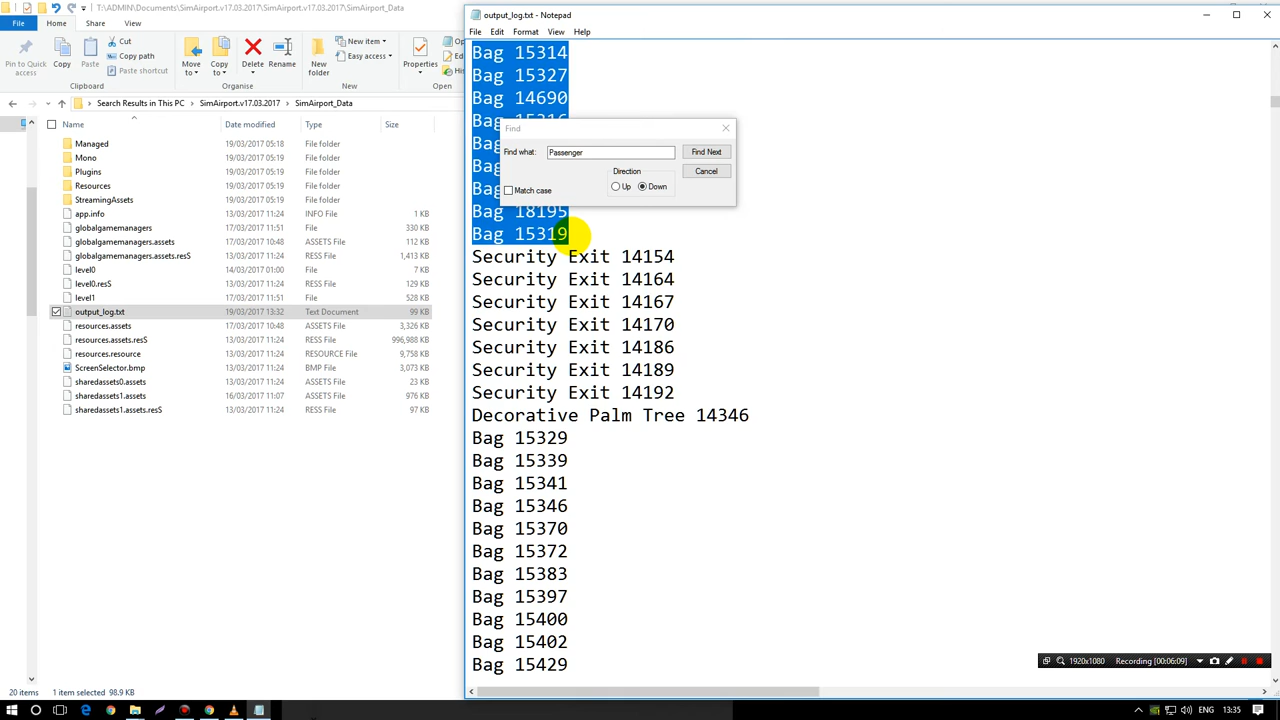 T:\ADMIN\Documents\SimAirport.v17.03.2017\SimAirport.v17.03.2017\SimAirport_Data
File
Home
Share
View
Pin to Quick access
Copy
Paste
Cut
Copy path
Paste shortcut
Move to
Copy to
Delete
Rename
New folder
New item
Easy access
Properties
Clipboard
Organise
New
Search Results in This PC > SimAirport.v17.03.2017 > SimAirport_Data
Name Date modified Type Size
Managed 19/03/2017 05:18 File folder
Mono 19/03/2017 05:19 File folder
Plugins 19/03/2017 05:19 File folder
Resources 19/03/2017 05:19 File folder
StreamingAssets 19/03/2017 05:19 File folder
app.info 13/03/2017 11:24 INFO File 1 KB
globalgamemanagers 17/03/2017 11:51 File 330 KB
globalgamemanagers.assets 17/03/2017 10:48 ASSETS File 112 KB
globalgamemanagers.assets.resS 13/03/2017 11:24 RESS File 1,413 KB
level0 14/03/2017 01:00 File 7 KB
level0.resS 13/03/2017 11:24 RESS File 129 KB
level1 17/03/2017 11:51 File 528 KB
output_log.txt 19/03/2017 13:32 Text Document 99 KB
resources.assets 17/03/2017 10:48 ASSETS File 3,326 KB
resources.assets.resS 13/03/2017 11:24 RESS File 996,988 KB
resources.resource 13/03/2017 11:24 RESOURCE File 9,758 KB
ScreenSelector.bmp 13/03/2017 11:24 BMP File 3,073 KB
sharedassets0.assets 13/03/2017 11:24 ASSETS File 23 KB
sharedassets1.assets 16/03/2017 11:07 ASSETS File 976 KB
sharedassets1.assets.resS 13/03/2017 11:24 RESS File 97 KB
20 items 1 item selected 98.9 KB
output_log.txt - Notepad
File Edit Format View Help
Bag 15314
Bag 15327
Bag 14690
Find
Find what: Passenger Find Next
Direction Cancel
Match case Up Down
Bag 18195
Bag 15319
Security Exit 14154
Security Exit 14164
Security Exit 14167
Security Exit 14170
Security Exit 14186
Security Exit 14189
Security Exit 14192
Decorative Palm Tree 14346
Bag 15329
Bag 15339
Bag 15341
Bag 15346
Bag 15370
Bag 15372
Bag 15383
Bag 15397
Bag 15400
Bag 15402
Bag 15429
1920x1080 Recording [00:06:09]
ENG 13:35